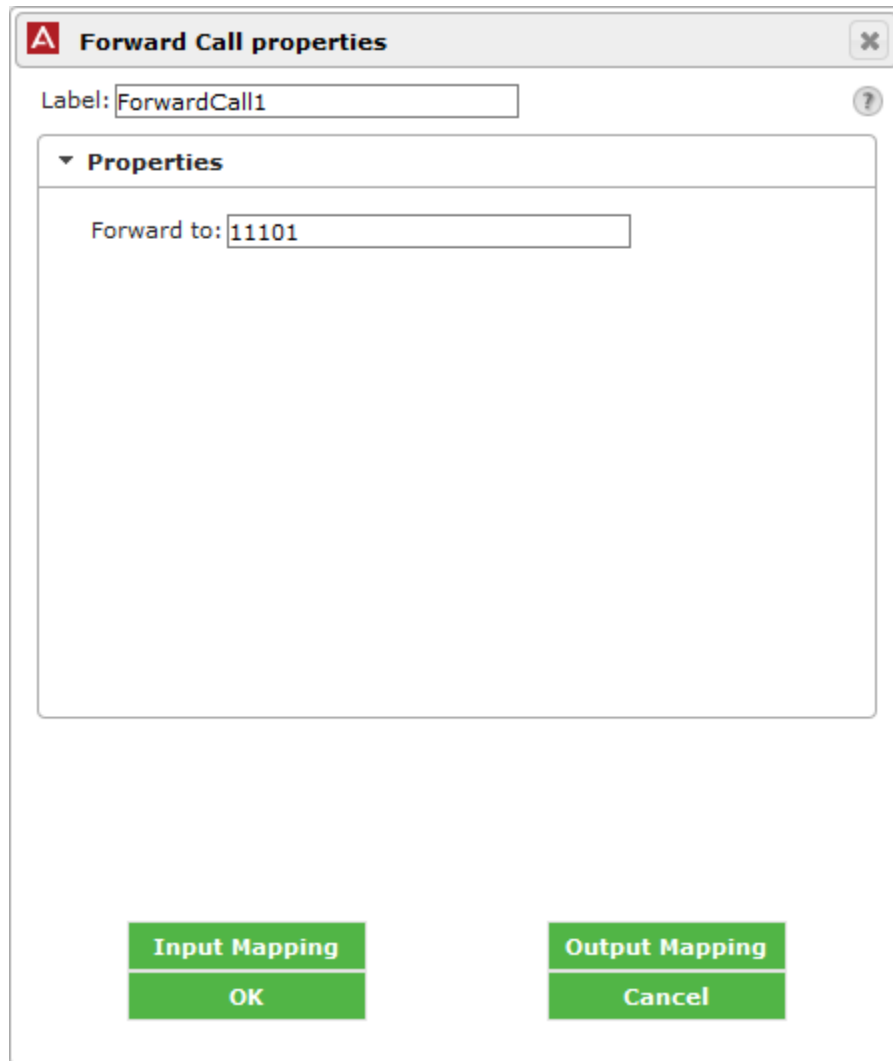 Forward Call properties
Label: ForwardCall1
?
Properties
Forward to: 11101
Input Mapping Output Mapping
OK Cancel